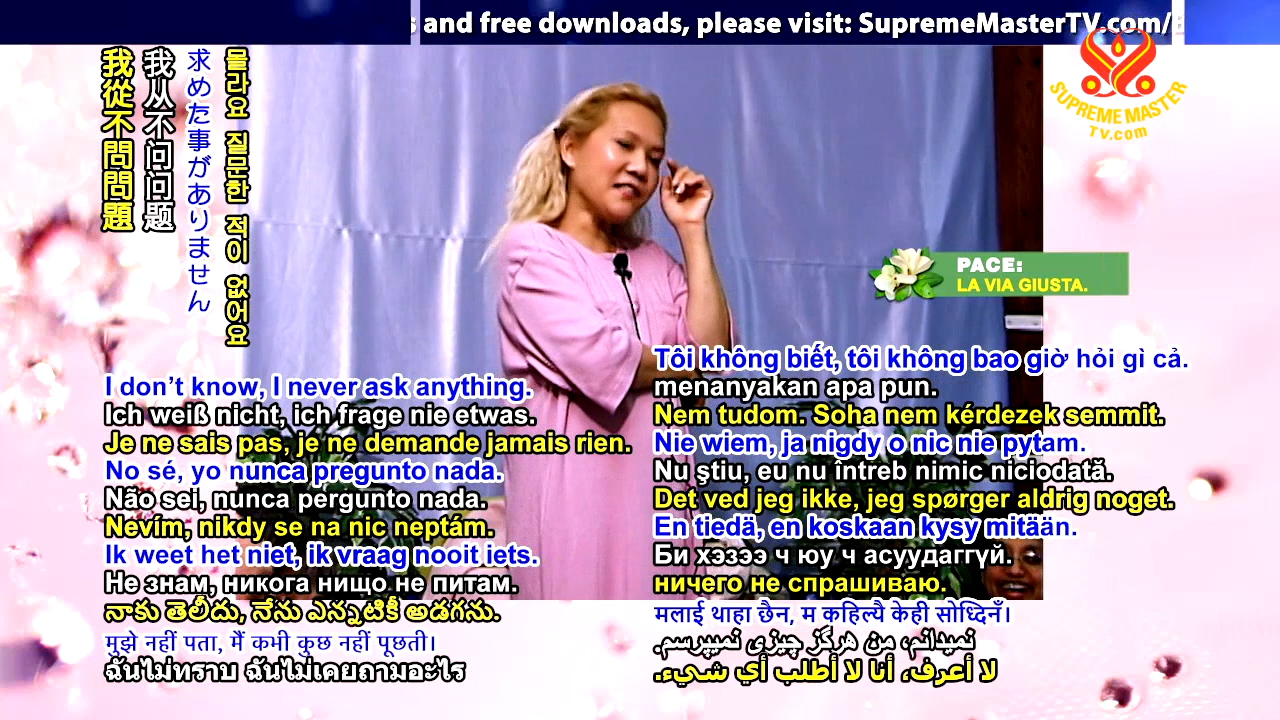 and free downloads, please visit: SupremeMasterTV.com/
SUPREME MASTER
TV.com
我從不問問題
我从不问问题
求めた事がありません
몰라요 질문한 적이 없어요
PACE:
LA VIA GIUSTA.
I don’t know, I never ask anything.
Ich weiß nicht, ich frage nie etwas.
Je ne sais pas, je ne demande jamais rien.
No sé, yo nunca pregunto nada.
Não sei, nunca pergunto nada.
Nevím, nikdy se na nic neptám.
Ik weet het niet, ik vraag nooit iets.
Не знам, никога нищо не питам.
నాకు తెలీదు, నేను ఎన్నటికీ అడగను.
मुझे नहीं पता, मैं कभी कुछ नहीं पूछती।
ฉันไม่ทราบ ฉันไม่เคยถามอะไร
Tôi không biết, tôi không bao giờ hỏi gì cả.
menanyakan apa pun.
Nem tudom. Soha nem kérdezek semmit.
Nie wiem, ja nigdy o nic nie pytam.
Nu ştiu, eu nu întreb nimic niciodată.
Det ved jeg ikke, jeg spørger aldrig noget.
En tiedä, en koskaan kysy mitään.
Би хэзээ ч юу ч асуудаггүй.
ничего не спрашиваю.
मलाई थाहा छैन, म कहिल्यै केही सोध्दिनँ।
نمیدانم، من هرگز چیزی نمیپرسم.
لا أعرف، أنا لا أطلب أي شيء.